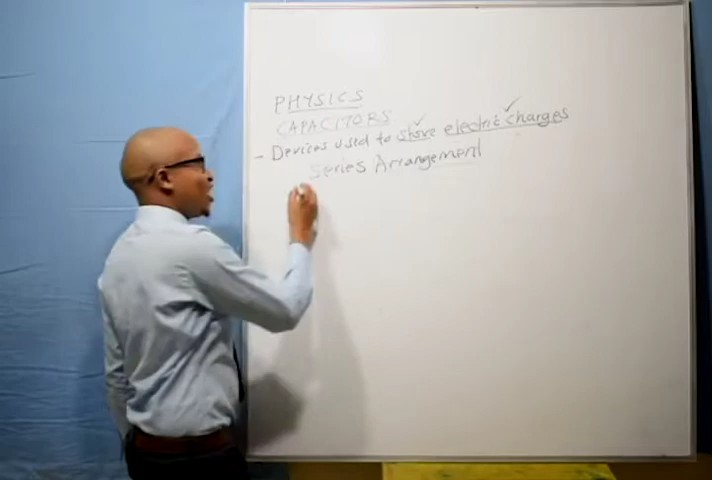 PHYSICS
CAPACITORS
- Devices used to store electric charges
Series Arrangement